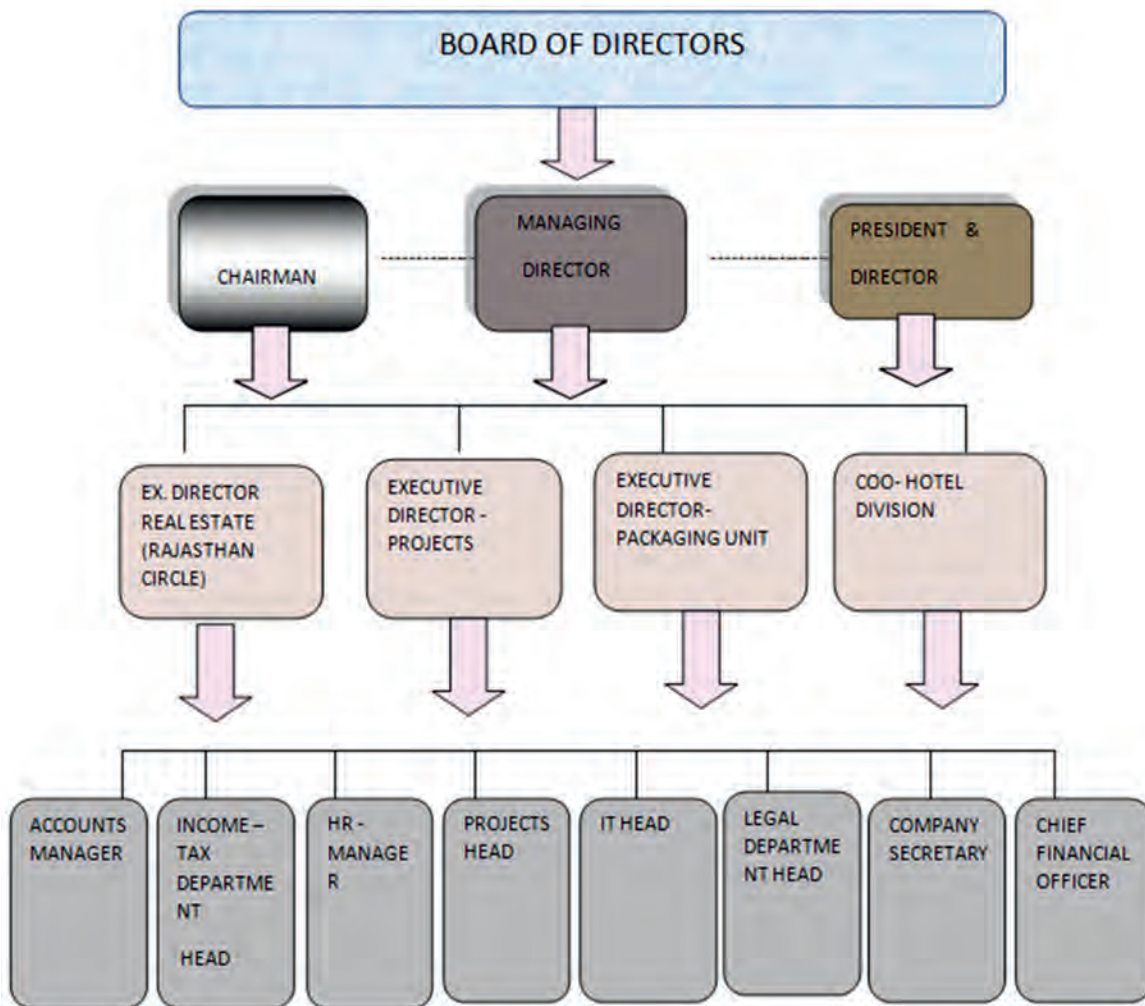 BOARD OF DIRECTORS
CHAIRMAN
MANAGING
DIRECTOR
PRESIDENT &
DIRECTOR
EX. DIRECTOR
REAL ESTATE
(RAJASTHAN
CIRCLE)
EXECUTIVE
DIRECTOR -
PROJECTS
EXECUTIVE
DIRECTOR-
PACKAGING UNIT
COO- HOTEL
DIVISION
ACCOUNTS
MANAGER
INCOME –
TAX
DEPARTME
NT
HEAD
HR -
MANAGE
R
PROJECTS
HEAD
IT HEAD
LEGAL
DEPARTME
NT HEAD
COMPANY
SECRETARY
CHIEF
FINANCIAL
OFFICER